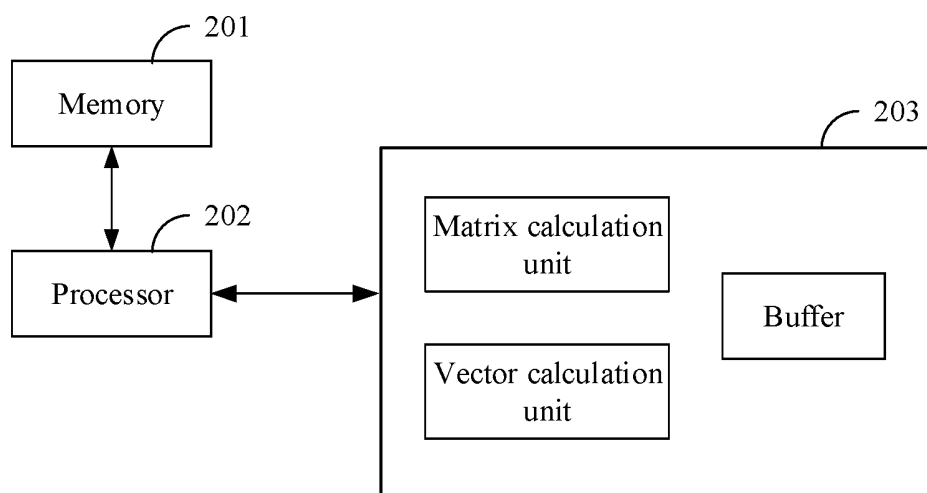 201
Memory
203
202
Matrix calculation
unit
Processor
Buffer
Vector calculation
unit